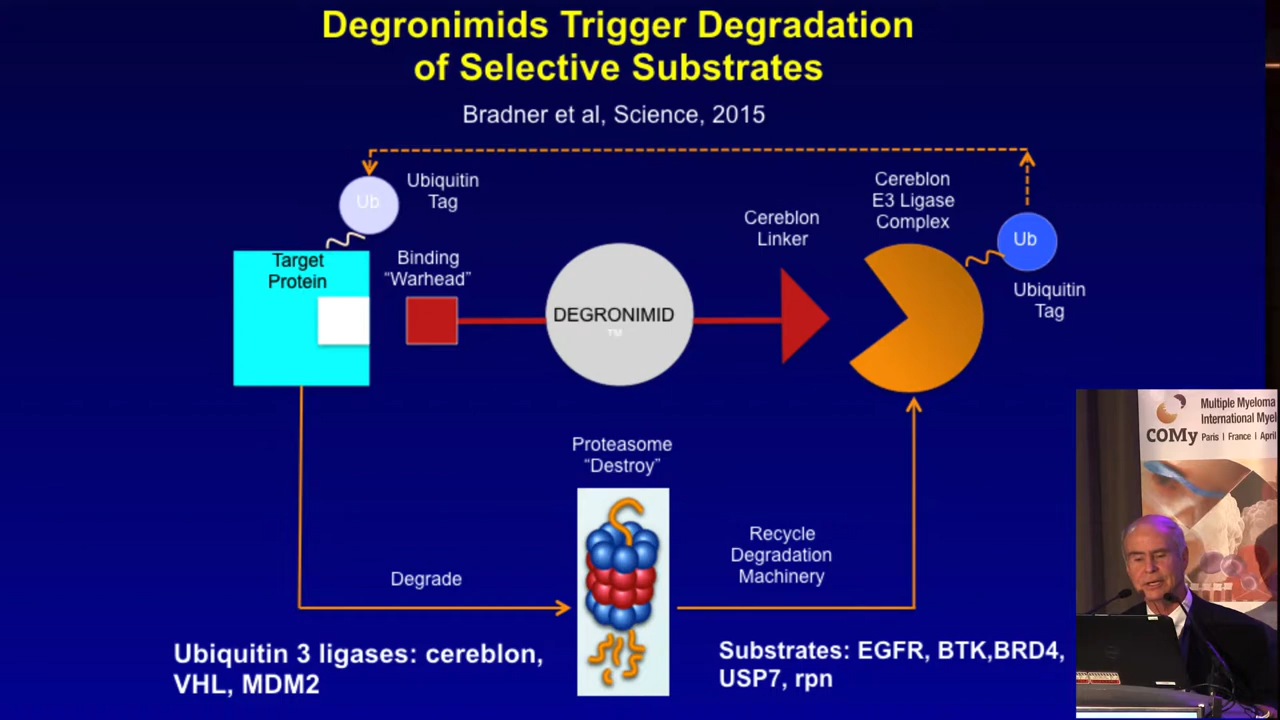 Degronimids Trigger Degradation
of Selective Substrates
Bradner et al, Science, 2015
Ub
Ubiquitin
Tag
Cereblon
E3 Ligase
Complex
Cereblon
Linker
Ub
Ubiquitin
Tag
Target
Protein
Binding
“Warhead”
DEGRONIMID
TM
Proteasome
“Destroy”
Degrade
Recycle
Degradation
Machinery
Ubiquitin 3 ligases: cereblon,
VHL, MDM2
Substrates: EGFR, BTK,BRD4,
USP7, rpn
COMy
Multiple Myeloma
International
Paris | France | April